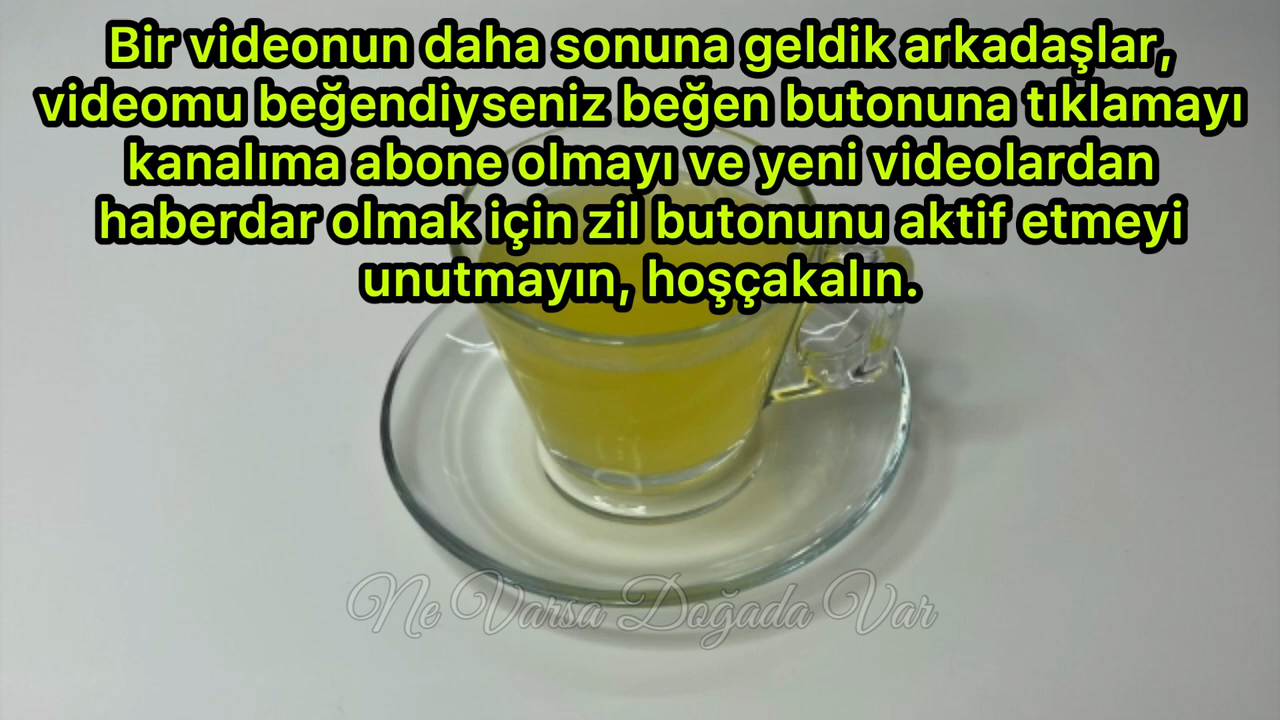 Bir videonun daha sonuna geldik arkadaşlar,
videomu beğendiyseniz beğen butonuna tıklamayı
kanalıma abone olmayı ve yeni videolardan
haberdar olmak için zil butonunu aktif etmeyi
unutmayın, hoşçakalın.
Ne Varsa Doğada Var